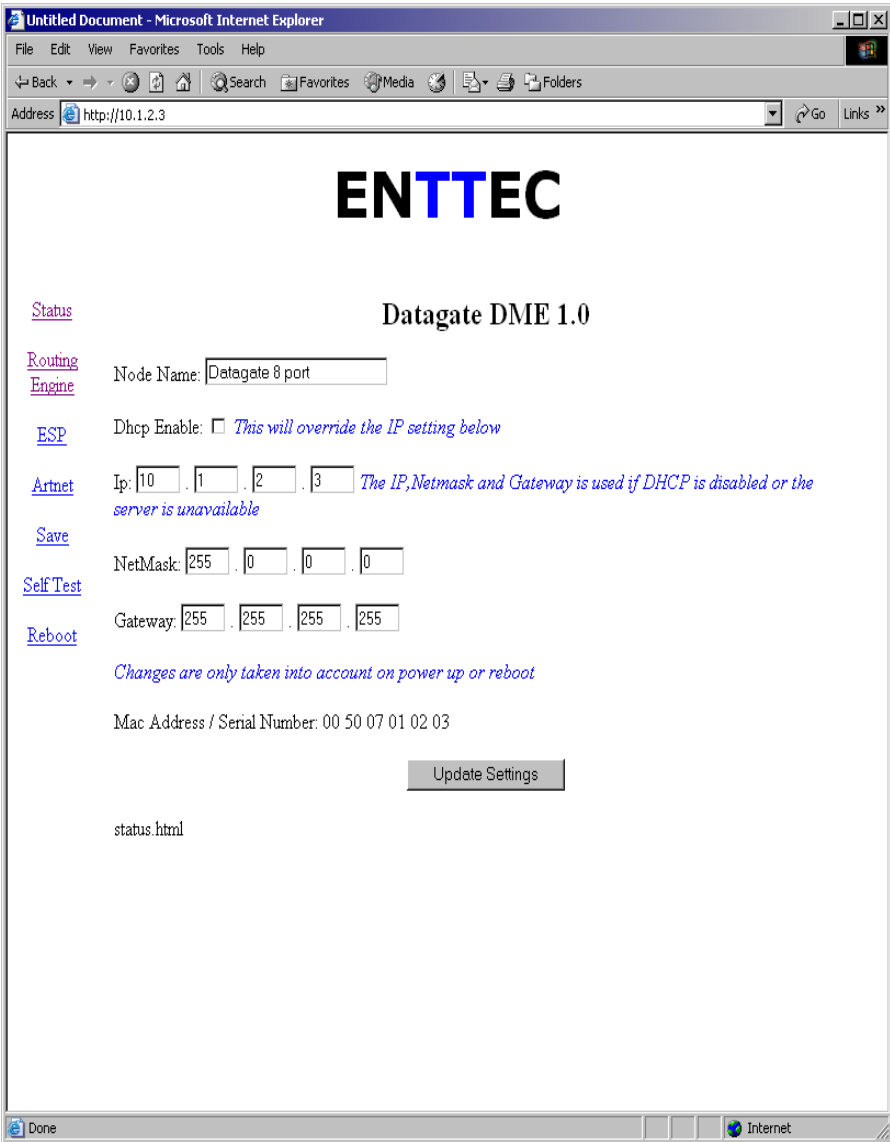 Untitled Document - Microsoft Internet Explorer
File Edit View Favorites Tools Help
Back Search Favorites Media Folders
Address http://10.1.2.3 Go Links »
ENTTEC
Datagate DME 1.0
Status
Routing
Engine
ESP
Artnet
Save
Self Test
Reboot
Node Name: Datagate 8 port
Dhcp Enable: This will override the IP setting below
Ip: 10 . 1 . 2 . 3 The IP,Netmask and Gateway is used if DHCP is disabled or the
server is unavailable
NetMask: 255 . 0 . 0 . 0
Gateway: 255 . 255 . 255 . 255
Changes are only taken into account on power up or reboot
Mac Address / Serial Number: 00 50 07 01 02 03
Update Settings
status.html
Done Internet